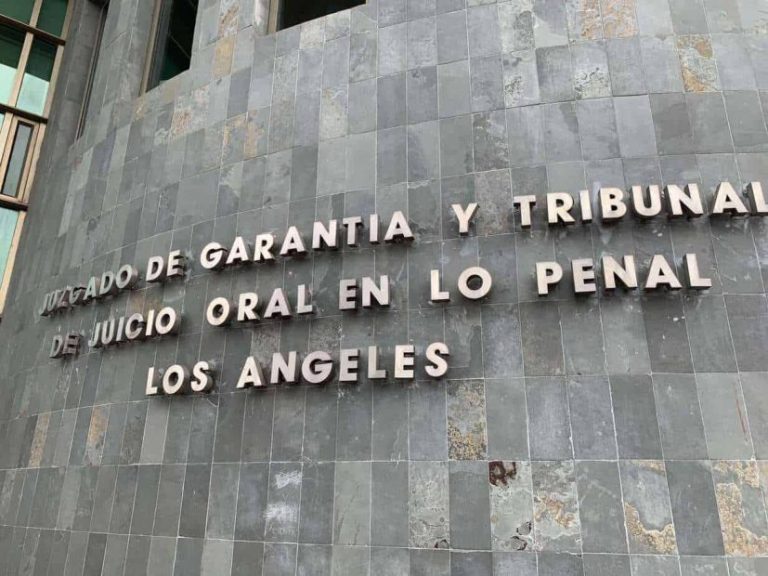 JUZGADO DE GARANTIA Y TRIBUNAL
DE JUICIO ORAL EN LO PENAL
LOS ANGELES